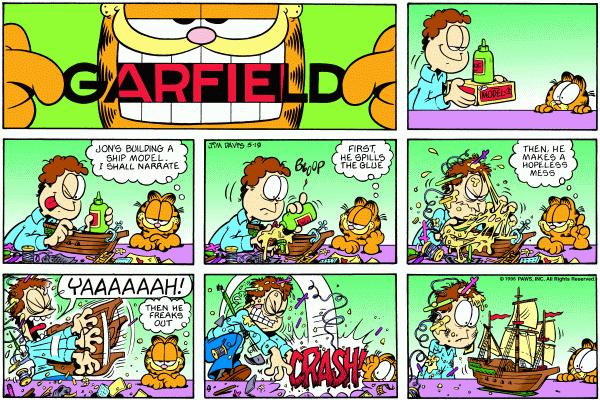 GARFIELD
MODEL
JON'S BUILDING A
SHIP MODEL.
I SHALL NARRATE
JIM DAVIS 5-19
BLOOP
FIRST,
HE SPILLS
THE GLUE
THEN, HE
MAKES A
HOPELESS
MESS
YAAAAAAH!
THEN HE
FREAKS
OUT
CRASH!
© 1996 PAWS, INC. All Rights Reserved.